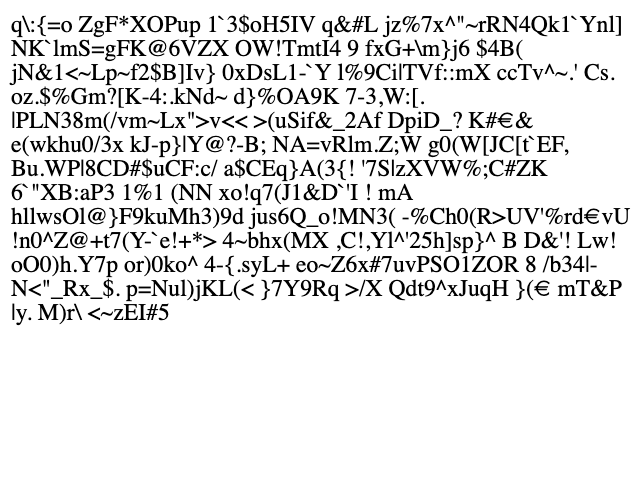 q\:{=o ZgF*XOPup 1`3$oH5IV q&#L jz%7x^"~rRN4Qk1`Ynl]
NK`lmS=gFK@6VZX OW!TmtI4 9 fxG+\m}j6 $4B(
jN&1<~Lp~f2$B]Iv} 0xDsL1-`Y l%9Ci|TVf::mX ccTv^~.' Cs.
oz.$%Gm?[K-4:.kNd~ d}%OA9K 7-3,W:[.
|PLN38m(/vm~Lx">v<< >(uSif&_2Af DpiD_? K#€&
e(wkhu0/3x kJ-p}|Y@?-B; NA=vRlm.Z;W g0(W[JC[t`EF,
Bu.WP|8CD#$uCF:c/ a$CEq}A(3{! '7S|zXVW%;C#ZK
6`"XB:aP3 1%1 (NN xo!q7(J1&D`'I ! mA
hllwsOl@}F9kuMh3)9d jus6Q_o!MN3( -%Ch0(R>UV'%rd€vU
!n0^Z@+t7(Y-`e!+*> 4~bhx(MX ,C!,Yl^'25h]sp}^ B D&'! Lw!
oO0)h.Y7p or)0ko^ 4-{.syL+ eo~Z6x#7uvPSO1ZOR 8 /b34|-
N<"_Rx_$. p=Nul)jKL(< }7Y9Rq >/X Qdt9^xJuqH }(€ mT&P
|y. M)r\ <~zEI#5